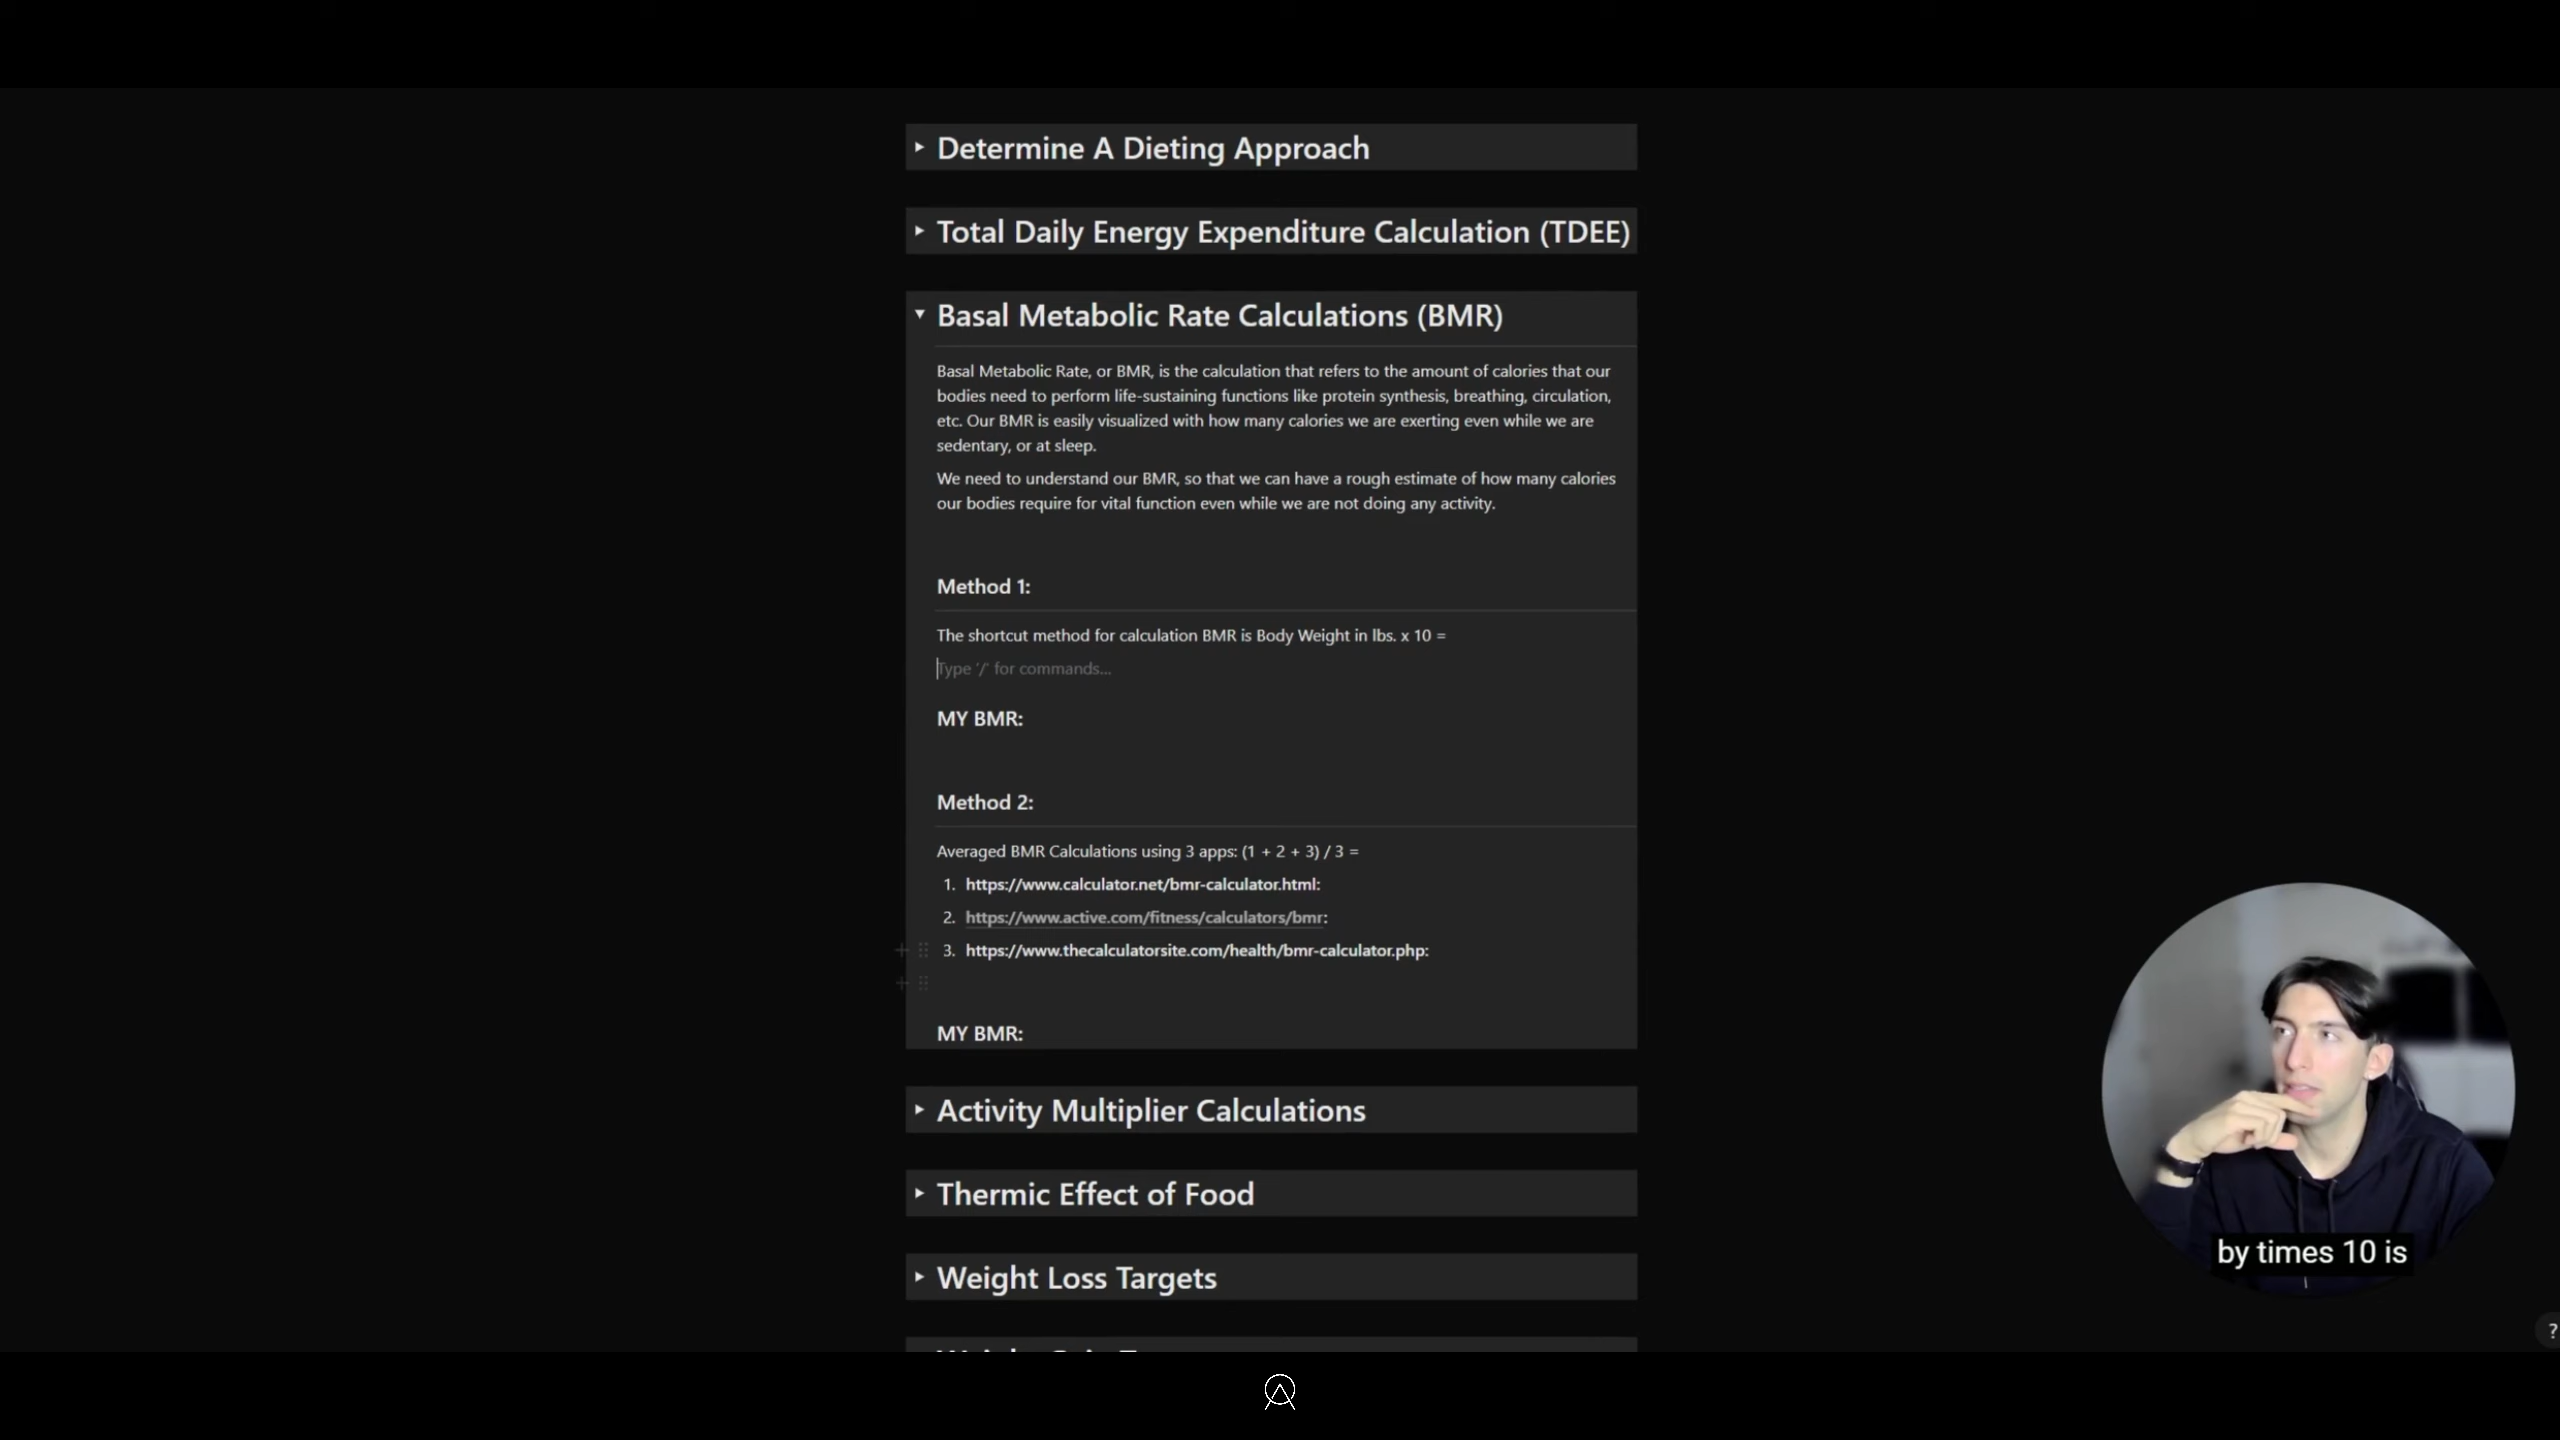 Determine A Dieting Approach
Total Daily Energy Expenditure Calculation (TDEE)
Basal Metabolic Rate Calculations (BMR)
Basal Metabolic Rate, or BMR, is the calculation that refers to the amount of calories that our
bodies need to perform life-sustaining functions like protein synthesis, breathing, circulation,
etc. Our BMR is easily visualized with how many calories we are exerting even while we are
sedentary, or at sleep.
We need to understand our BMR, so that we can have a rough estimate of how many calories
our bodies require for vital function even while we are not doing any activity.
Method 1:
The shortcut method for calculation BMR is Body Weight in lbs. x 10 =
Type '/' for commands...
MY BMR:
Method 2:
Averaged BMR Calculations using 3 apps: (1 + 2 + 3) / 3 =
1. https://www.calculator.net/bmr-calculator.html:
2. https://www.active.com/fitness/calculators/bmr:
3. https://www.thecalculatorsite.com/health/bmr-calculator.php:
MY BMR:
Activity Multiplier Calculations
Thermic Effect of Food
Weight Loss Targets
by times 10 is
?